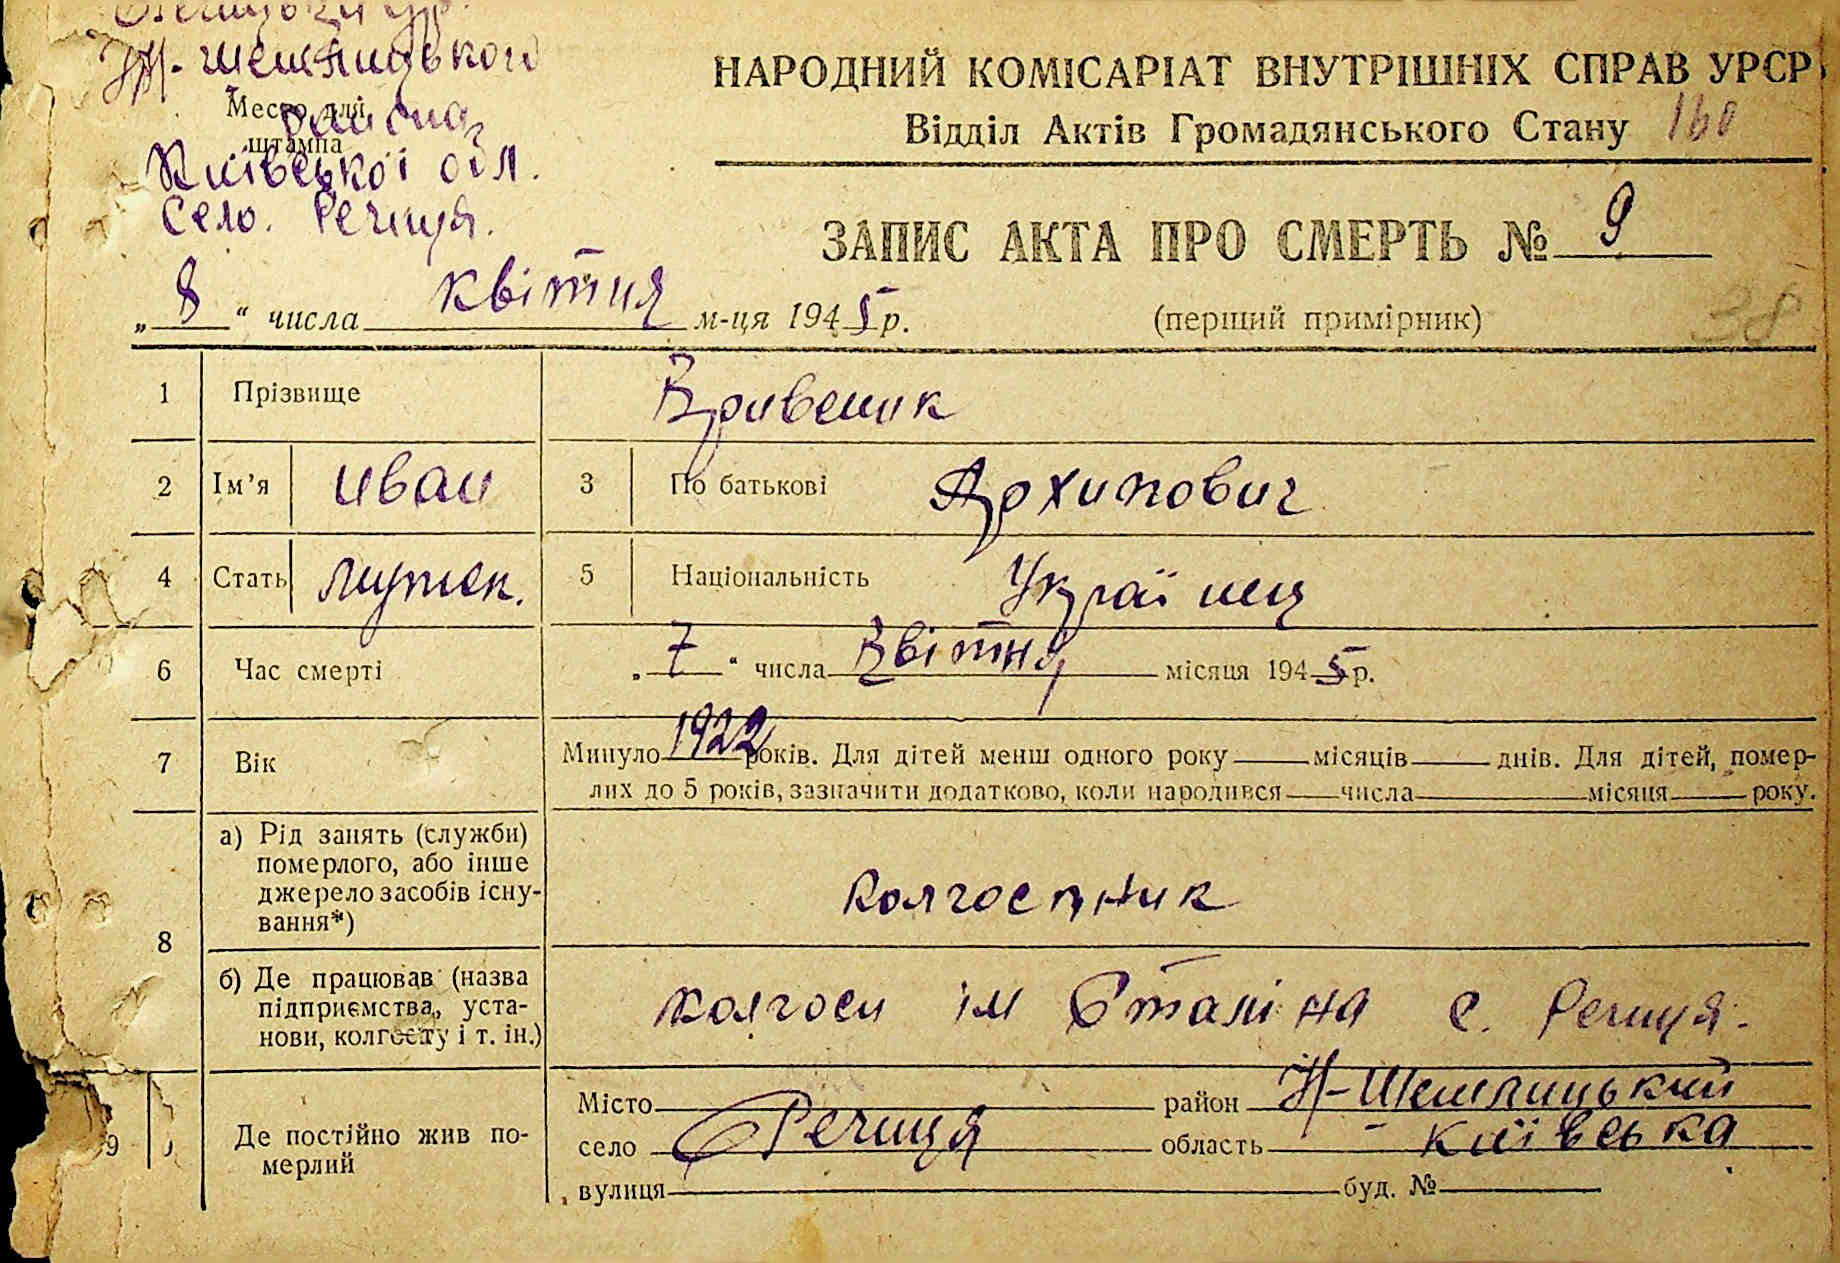 Н-Шепелицького
Место для
района
штампа
Київської обл.
Село. Речиця.
НАРОДНИЙ КОМІСАРІАТ ВНУТРІШНІХ СПРАВ УРСР
Відділ Актів Громадянського Стану 160
ЗАПИС АКТА ПРО СМЕРТЬ № 9
„8“ числа квітня м-ця 1945 р.
(перший примірник) 38
1 Прізвище
2 Ім’я Иван 3 По батькові Архипович
4 Стать мужск. 5 Національність Українец
6 Час смерті „7“ числа Квітня місяця 1945 р.
7 Вік Минуло 1922 років. Для дітей менш одного року місяців днів. Для дітей, помер-
лих до 5 років, зазначити додатково, коли народився числа місяця року.
8 а) Рід занять (служби)
померлого, або інше
джерело засобів існу-
вання*)
Колгоспник
б) Де працював (назва
підприємства, уста-
нови, колгоспу і т. ін.)
колгосп ім Сталіна с. Речиця.
9 Де постійно жив по-
мерлий
Місто район Н-Шепелицький
село Речиця область Київська
вулиця буд. №